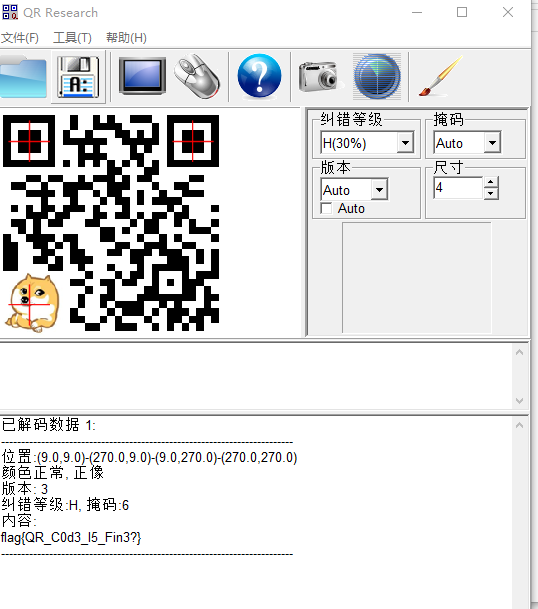 QR Research
文件(F) 工具(T) 帮助(H)
A:
纠错等级
掩码
H(30%)
Auto
版本
尺寸
Auto
4
Auto
已解码数据 1:
---------------------------------------------------------------------------
位置:(9.0,9.0)-(270.0,9.0)-(9.0,270.0)-(270.0,270.0)
颜色正常, 正像
版本: 3
纠错等级:H, 掩码:6
内容:
flag{QR_C0d3_I5_Fin3?}
---------------------------------------------------------------------------